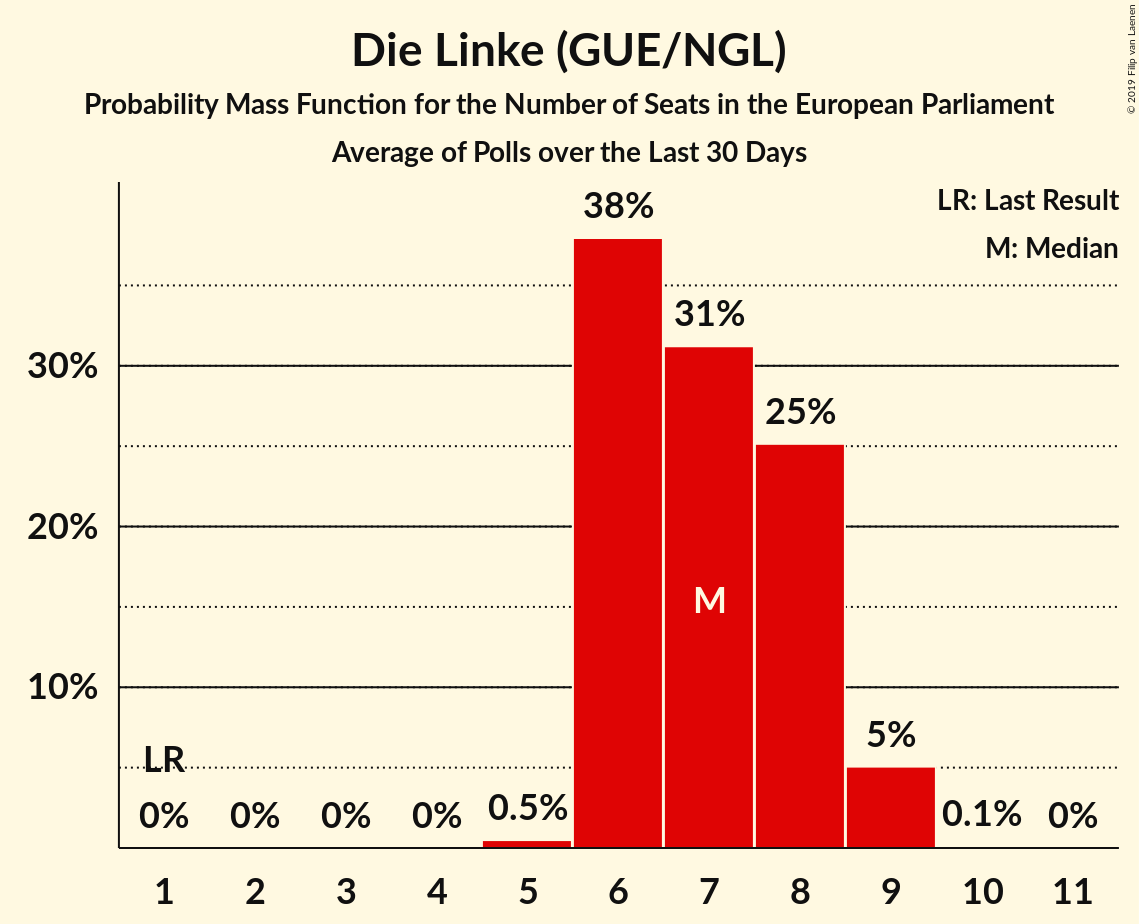 Die Linke (GUE/NGL)
Probability Mass Function for the Number of Seats in the European Parliament
Average of Polls over the Last 30 Days
© 2019 Filip van Laenen
LR: Last Result
M: Median
38%
31%
30%
25%
20%
M
10%
5%
LR
0%
0%
0%
0%
0.5%
0.1%
0%
1 2 3 4 5 6 7 8 9 10 11